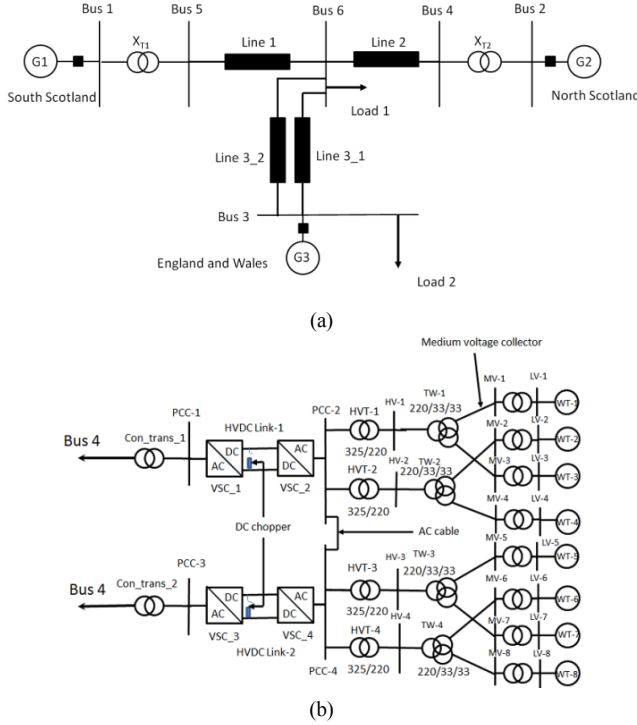 Bus 1
Bus 5
Bus 6
Bus 4
Bus 2
X_T1
Line 1
Line 2
X_T2
G1
G2
South Scotland
Load 1
North Scotland
Line 3_2
Line 3_1
Bus 3
G3
England and Wales
Load 2
(a)
Medium voltage collector
PCC-1
HVDC Link-1
PCC-2
HVT-1
HV-1
TW-1
220/33/33
MV-1
LV-1
WT-1
Con_trans_1
Bus 4
DC
AC
AC
DC
VSC_1
VSC_2
325/220
MV-2
LV-2
WT-2
HVT-2
HV-2
TW-2
220/33/33
MV-3
LV-3
WT-3
325/220
MV-4
LV-4
WT-4
DC chopper
AC cable
PCC-3
HVT-3
HV-3
TW-3
220/33/33
MV-5
LV-5
WT-5
Con_trans_2
Bus 4
DC
AC
AC
DC
VSC_3
VSC_4
HVDC Link-2
325/220
MV-6
LV-6
WT-6
HVT-4
HV-4
TW-4
MV-7
LV-7
WT-7
PCC-4
325/220
220/33/33
MV-8
LV-8
WT-8
(b)